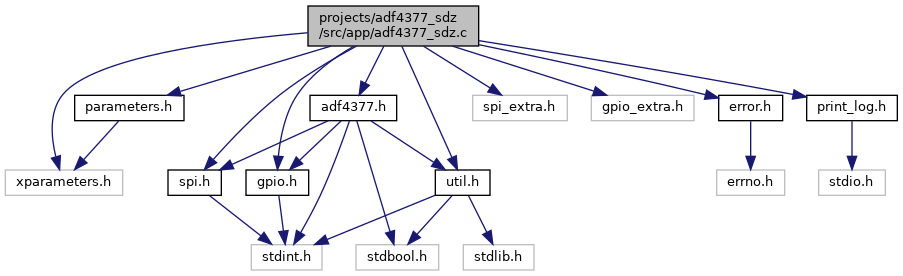 projects/adf4377_sdz
/src/app/adf4377_sdz.c
parameters.h
adf4377.h
spi_extra.h
gpio_extra.h
error.h
print_log.h
xparameters.h
spi.h
gpio.h
util.h
errno.h
stdio.h
stdint.h
stdbool.h
stdlib.h